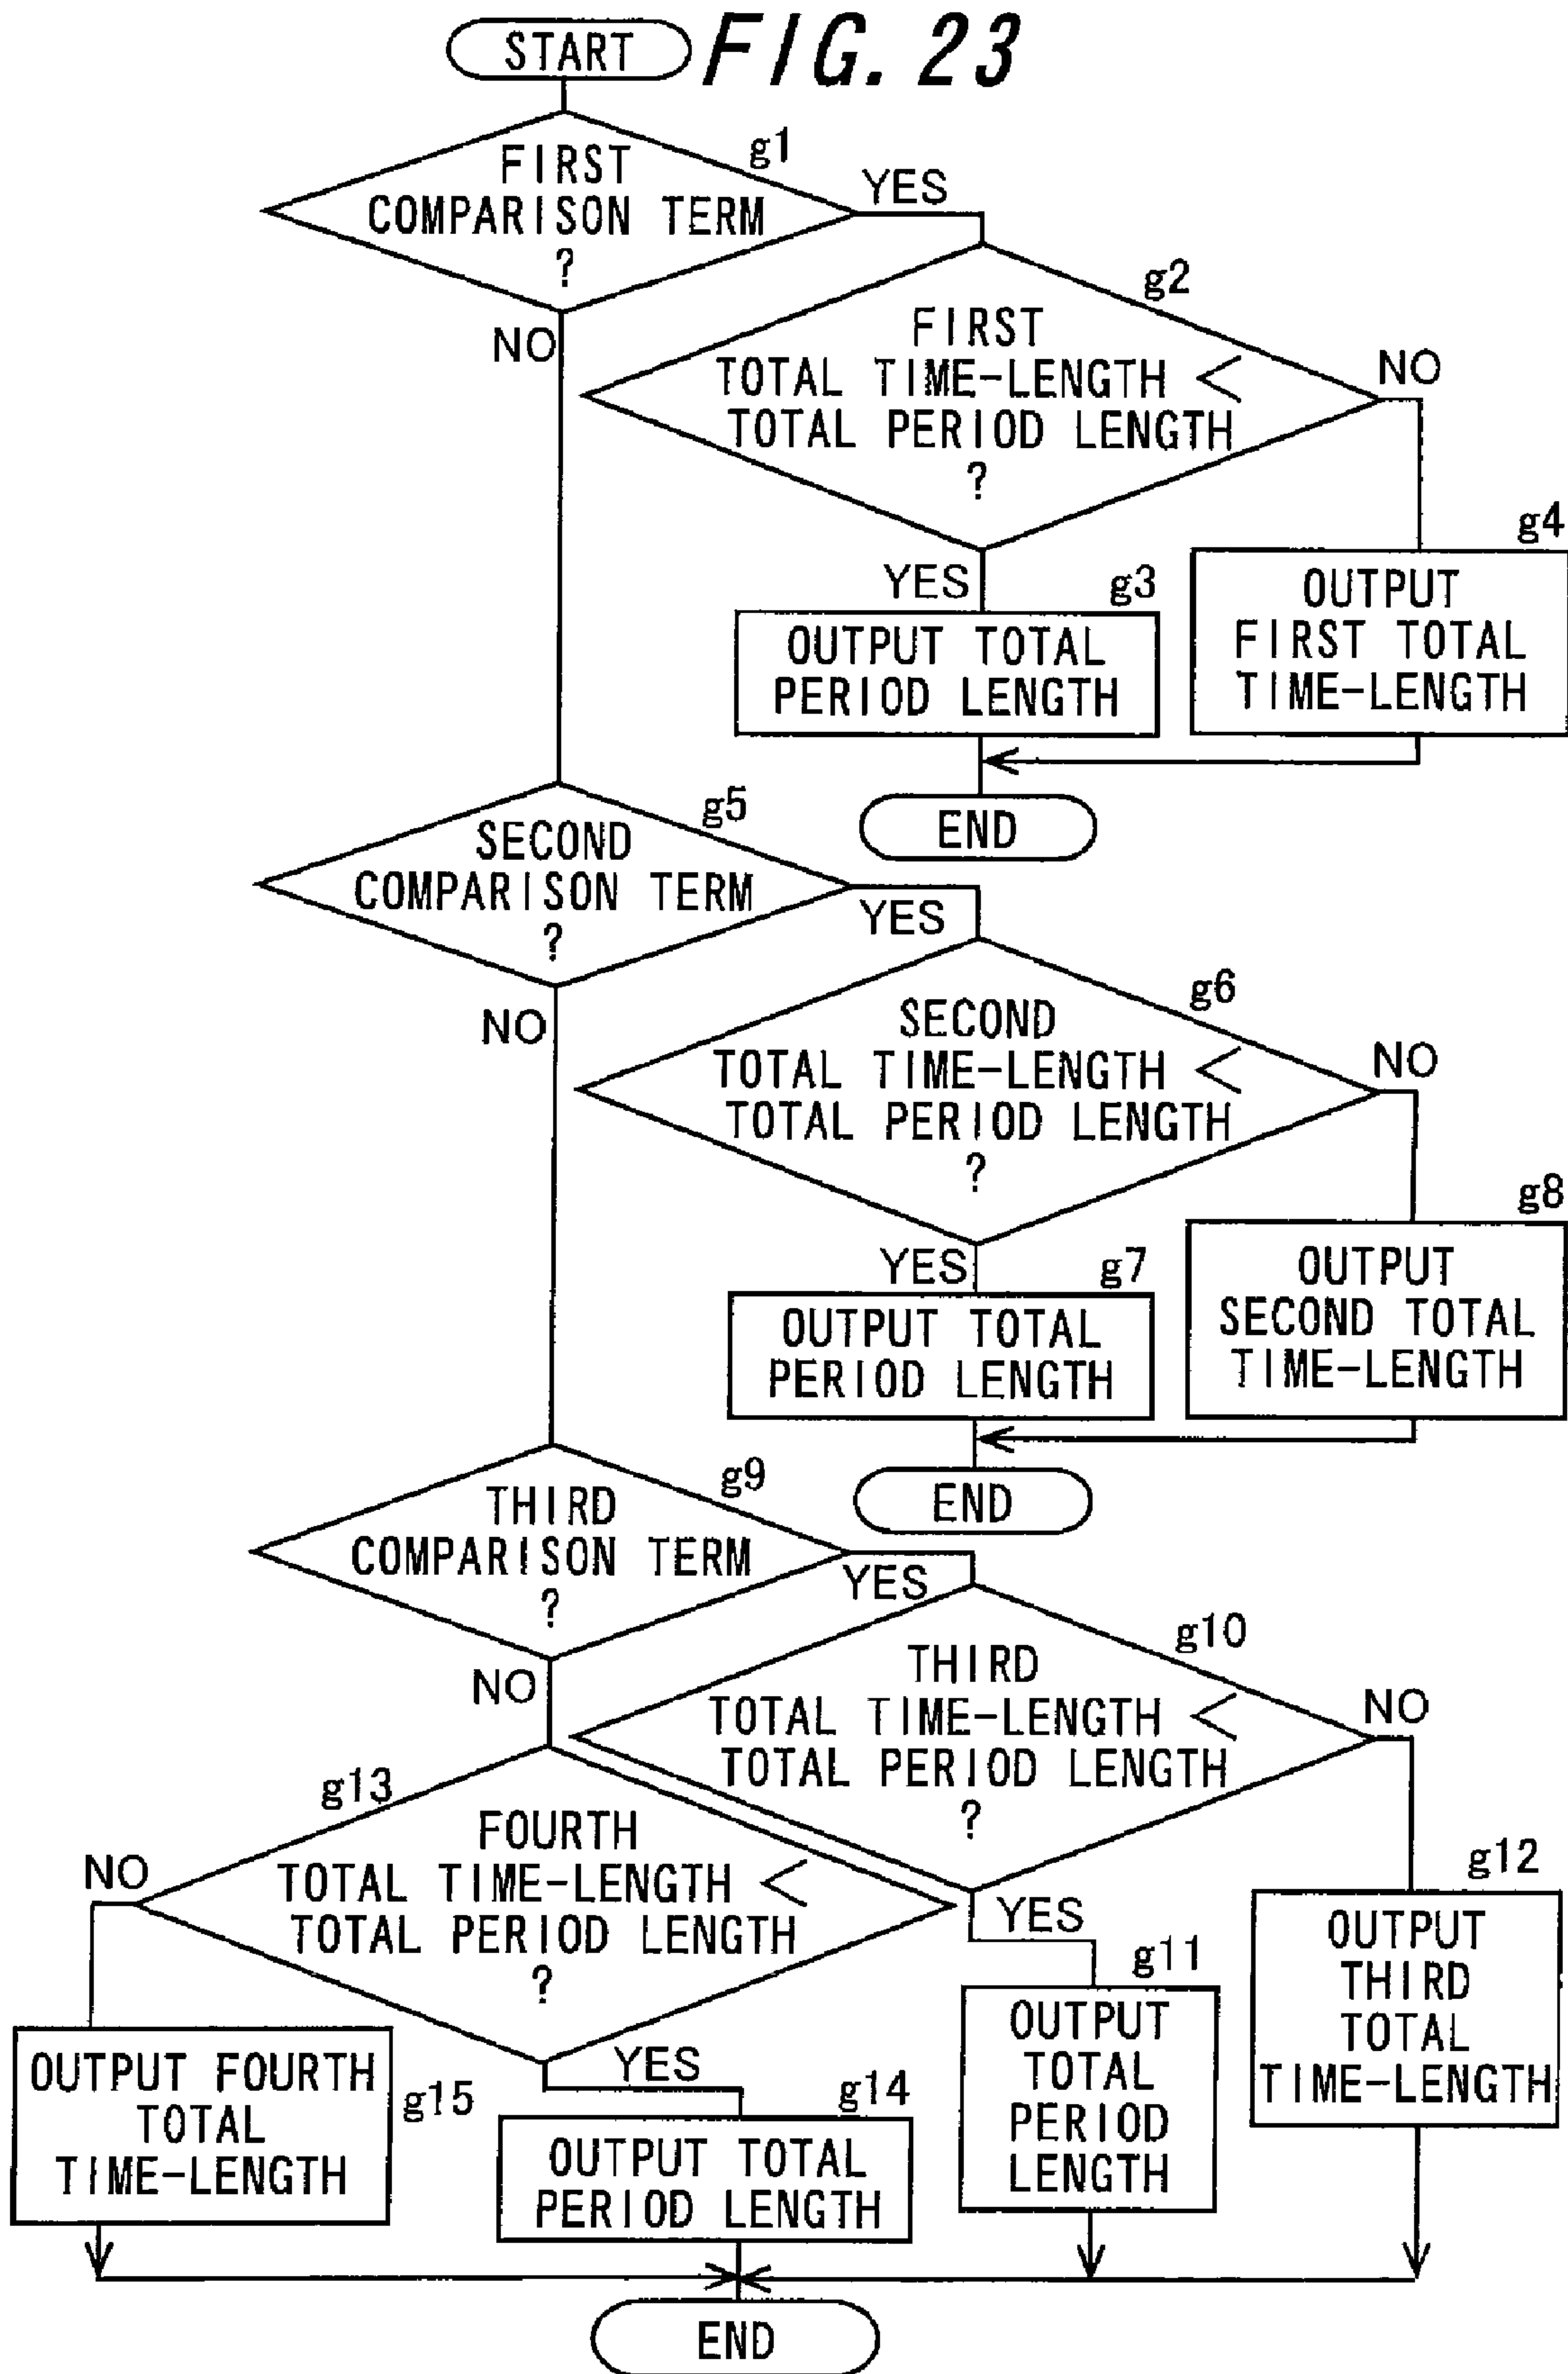 START
FIG. 23
g1
FIRST
COMPARISON TERM
?
YES
NO
g2
FIRST
TOTAL TIME-LENGTH <
TOTAL PERIOD LENGTH
?
NO
YES
g3
OUTPUT TOTAL
PERIOD LENGTH
g4
OUTPUT
FIRST TOTAL
TIME-LENGTH
END
g5
SECOND
COMPARISON TERM
?
YES
NO
g6
SECOND
TOTAL TIME-LENGTH <
TOTAL PERIOD LENGTH
?
NO
YES
g7
OUTPUT TOTAL
PERIOD LENGTH
g8
OUTPUT
SECOND TOTAL
TIME-LENGTH
END
g9
THIRD
COMPARISON TERM
?
YES
NO
g10
THIRD
TOTAL TIME-LENGTH <
TOTAL PERIOD LENGTH
?
NO
YES
g11
OUTPUT
TOTAL
PERIOD
LENGTH
g12
OUTPUT
THIRD
TOTAL
TIME-LENGTH
g13
FOURTH
TOTAL TIME-LENGTH <
TOTAL PERIOD LENGTH
?
NO
YES
g14
OUTPUT TOTAL
PERIOD LENGTH
g15
OUTPUT FOURTH
TOTAL
TIME-LENGTH
END